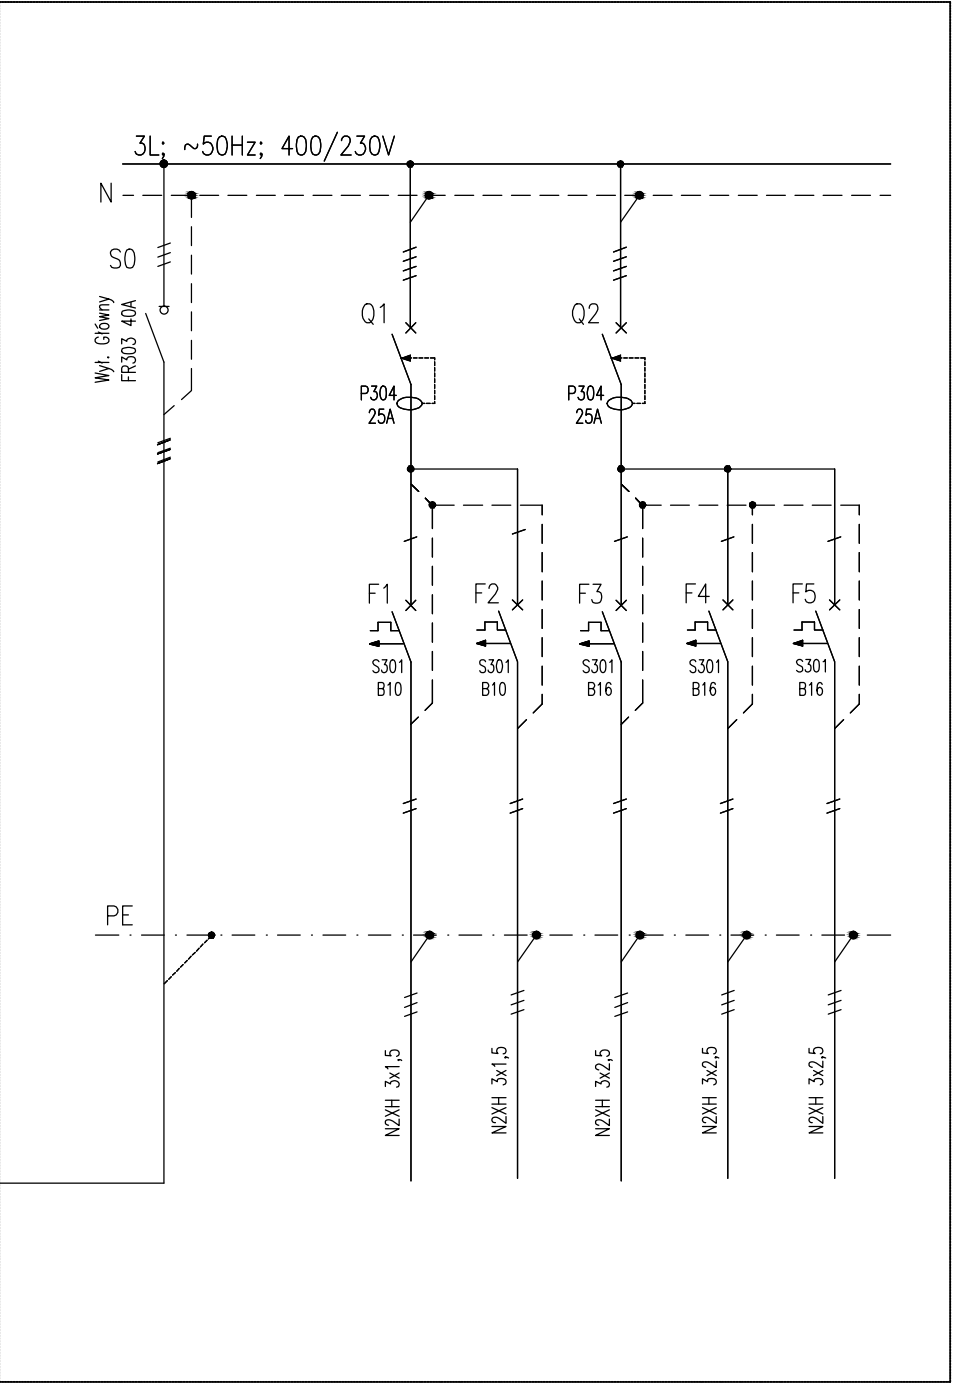 3L; ~50Hz; 400/230V
N
S0
Wył. Główny
FR303 40A
Q1
P304
25A
Q2
P304
25A
F1
S301
B10
F2
S301
B10
F3
S301
B16
F4
S301
B16
F5
S301
B16
PE
N2XH 3x1,5
N2XH 3x1,5
N2XH 3x2,5
N2XH 3x2,5
N2XH 3x2,5